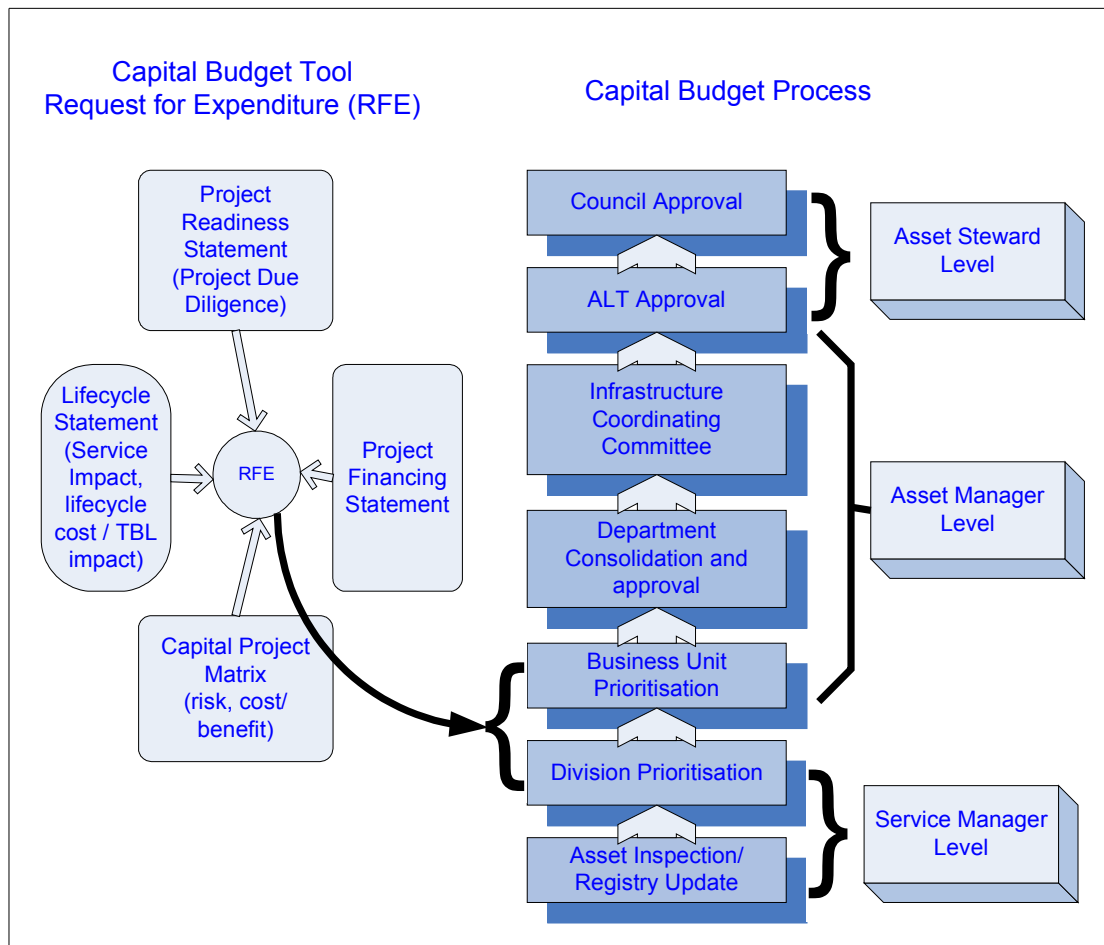 Capital Budget Tool
Request for Expenditure (RFE)
Capital Budget Process
Project
Readiness
Statement
(Project Due
Diligence)
Lifecycle
Statement
(Service
Impact,
lifecycle
cost / TBL
impact)
RFE
Project
Financing
Statement
Capital Project
Matrix
(risk, cost/
benefit)
Council Approval
ALT Approval
Infrastructure
Coordinating
Committee
Department
Consolidation and
approval
Business Unit
Prioritisation
Division Prioritisation
Asset Inspection/
Registry Update
Asset Steward
Level
Asset Manager
Level
Service Manager
Level